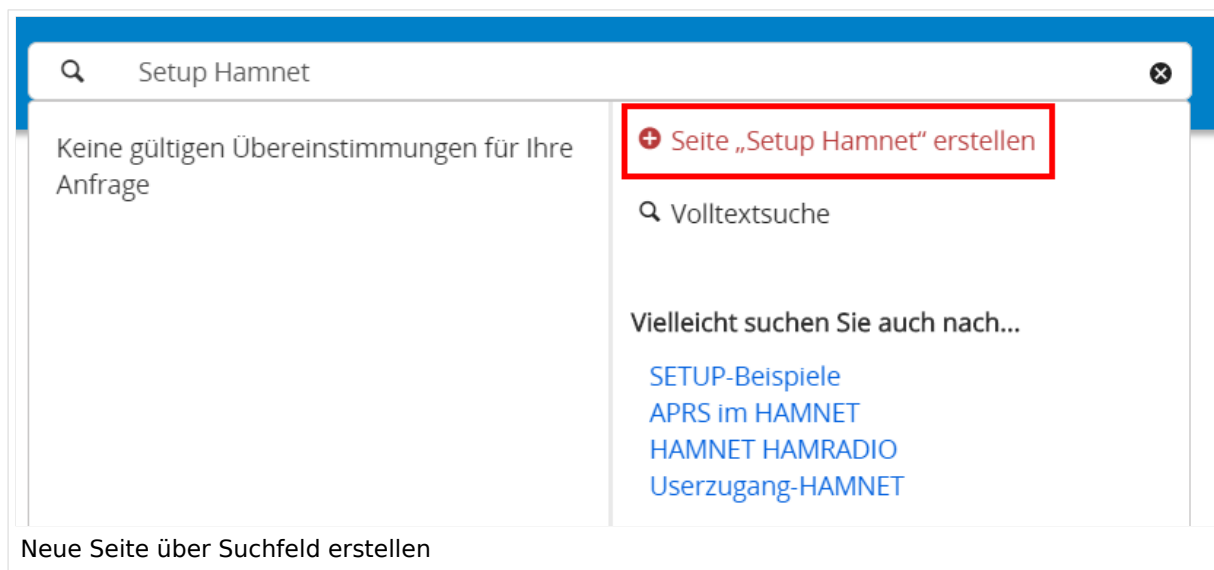 Setup Hamnet
Keine gültigen Übereinstimmungen für Ihre
Anfrage
Seite „Setup Hamnet“ erstellen
Volltextsuche
Vielleicht suchen Sie auch nach...
SETUP-Beispiele
APRS im HAMNET
HAMNET HAMRADIO
Userzugang-HAMNET
Neue Seite über Suchfeld erstellen